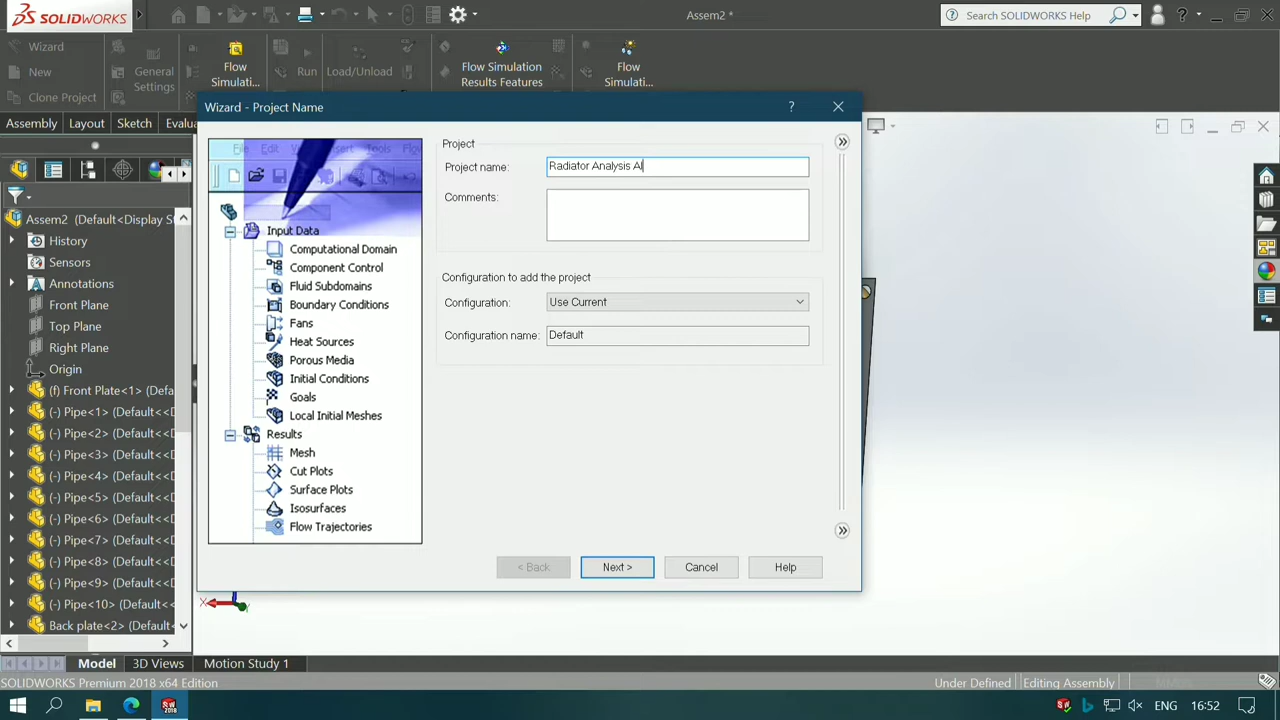 SOLIDWORKS
Assem2 *
Search SOLIDWORKS Help
?
Wizard
New
Clone Project
General
Settings
Flow
Simulati...
Run
Load/Unload
Flow Simulation
Results Features
Flow
Simulati...
Assembly
Layout
Sketch
Evalua
Wizard - Project Name
?
Project
Project name:
Radiator Analysis Al
Comments:
Configuration to add the project
Configuration:
Use Current
Configuration name:
Default
File
Edit
Insert
Tools
Input Data
Computational Domain
Component Control
Fluid Subdomains
Boundary Conditions
Fans
Heat Sources
Porous Media
Initial Conditions
Goals
Local Initial Meshes
Results
Mesh
Cut Plots
Surface Plots
Isosurfaces
Flow Trajectories
< Back
Next >
Cancel
Help
Assem2 (Default<Display S
History
Sensors
Annotations
Front Plane
Top Plane
Right Plane
Origin
(f) Front Plate<1> (Defa
(-) Pipe<1> (Default<<D
(-) Pipe<2> (Default<<D
(-) Pipe<3> (Default<<D
(-) Pipe<4> (Default<<D
(-) Pipe<5> (Default<<D
(-) Pipe<6> (Default<<D
(-) Pipe<7> (Default<<D
(-) Pipe<8> (Default<<D
(-) Pipe<9> (Default<<D
(-) Pipe<10> (Default<<
Back plate<2> (Default
X
Y
Model
3D Views
Motion Study 1
SOLIDWORKS Premium 2018 x64 Edition
Under Defined
Editing Assembly
ENG
16:52